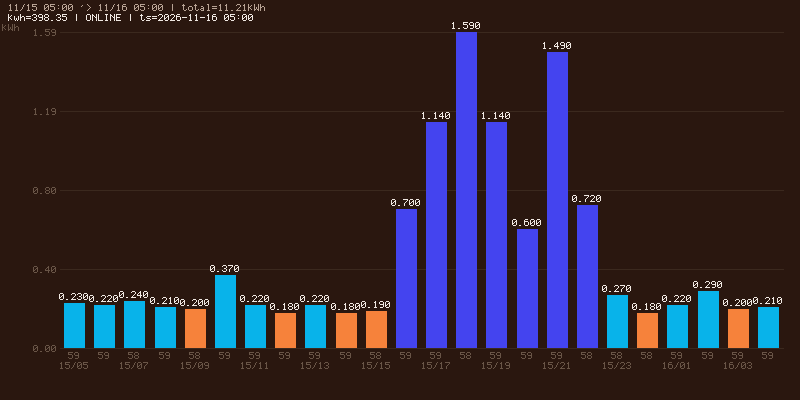 11/15 05:00 -> 11/16 05:00 | total=11.21kWh
Kwh=398.35 | ONLINE | ts=2026-11-16 05:00
kWh
1.59
1.19
0.80
0.40
0.00
0.230 0.220 0.240 0.210 0.200 0.370 0.220 0.180 0.220 0.180 0.190 0.700 1.140 1.590 1.140 0.600 1.490 0.720 0.270 0.180 0.220 0.290 0.200 0.210
59 59 58 59 58 59 59 59 59 59 58 59 59 58 59 59 59 58 58 58 59 59 59 59
15/05 15/07 15/09 15/11 15/13 15/15 15/17 15/19 15/21 15/23 16/01 16/03